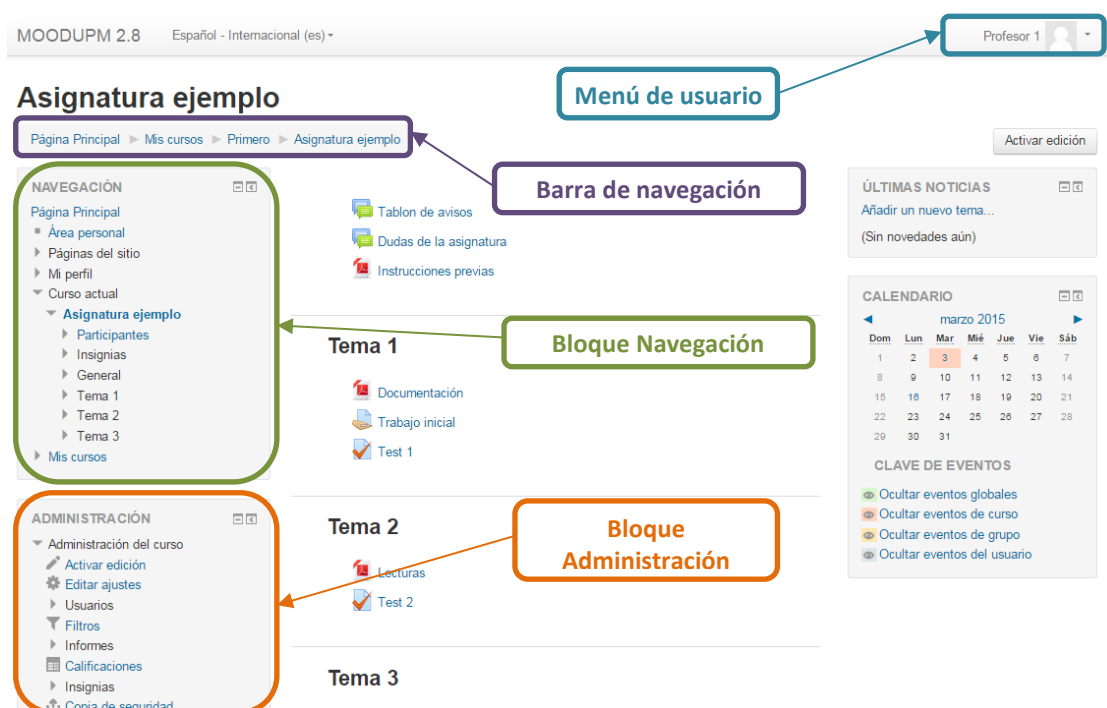 MOODUPM 2.8 Español - Internacional (es)
Profesor 1
Menú de usuario
Asignatura ejemplo
Página Principal Mis cursos Primero Asignatura ejemplo
Activar edición
Barra de navegación
NAVEGACIÓN
Página Principal
Área personal
Páginas del sitio
Mi perfil
Curso actual
Asignatura ejemplo
Participantes
Insignias
General
Tema 1
Tema 2
Tema 3
Mis cursos
Bloque Navegación
ADMINISTRACIÓN
Administración del curso
Activar edición
Editar ajustes
Usuarios
Filtros
Informes
Calificaciones
Insignias
Copia de seguridad
Bloque
Administración
Tablon de avisos
Dudas de la asignatura
Instrucciones previas
Tema 1
Documentación
Trabajo inicial
Test 1
Tema 2
Lecturas
Test 2
Tema 3
ÚLTIMAS NOTICIAS
Añadir un nuevo tema...
(Sin novedades aún)
CALENDARIO
marzo 2015
Dom Lun Mar Mié Jue Vie Sáb
1 2 3 4 5 6 7
8 9 10 11 12 13 14
15 16 17 18 19 20 21
22 23 24 25 26 27 28
29 30 31
CLAVE DE EVENTOS
Ocultar eventos globales
Ocultar eventos de curso
Ocultar eventos de grupo
Ocultar eventos del usuario